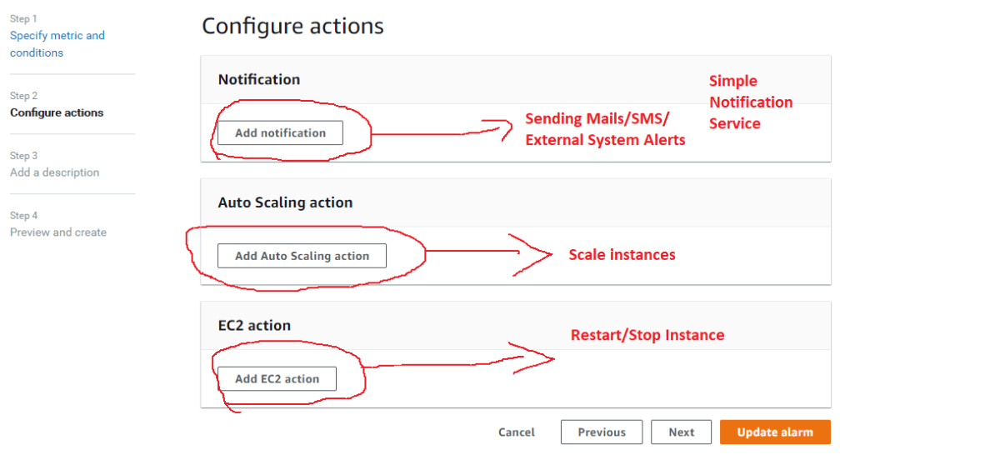 Step 1
Specify metric and
conditions
Step 2
Configure actions
Step 3
Add a description
Step 4
Preview and create
Configure actions
Notification
Simple
Notification
Service
Add notification
Sending Mails/SMS/
External System Alerts
Auto Scaling action
Add Auto Scaling action
Scale instances
EC2 action
Restart/Stop Instance
Add EC2 action
Cancel
Previous
Next
Update alarm